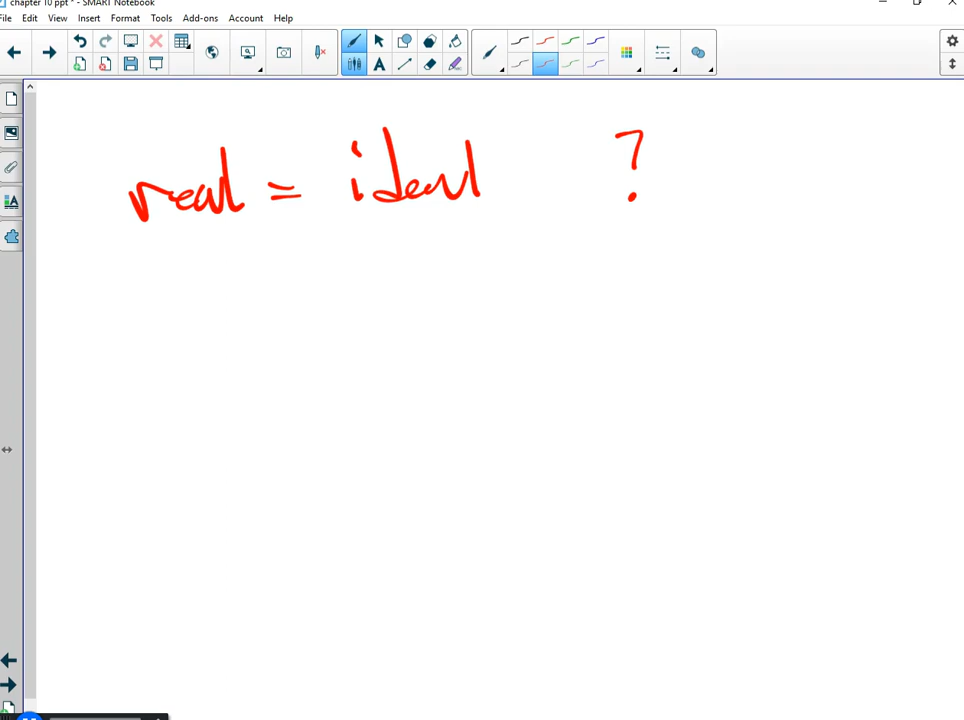 chapter 10 ppt * - SMART Notebook
File Edit View Insert Format Tools Add-ons Account Help
real = ideal ?